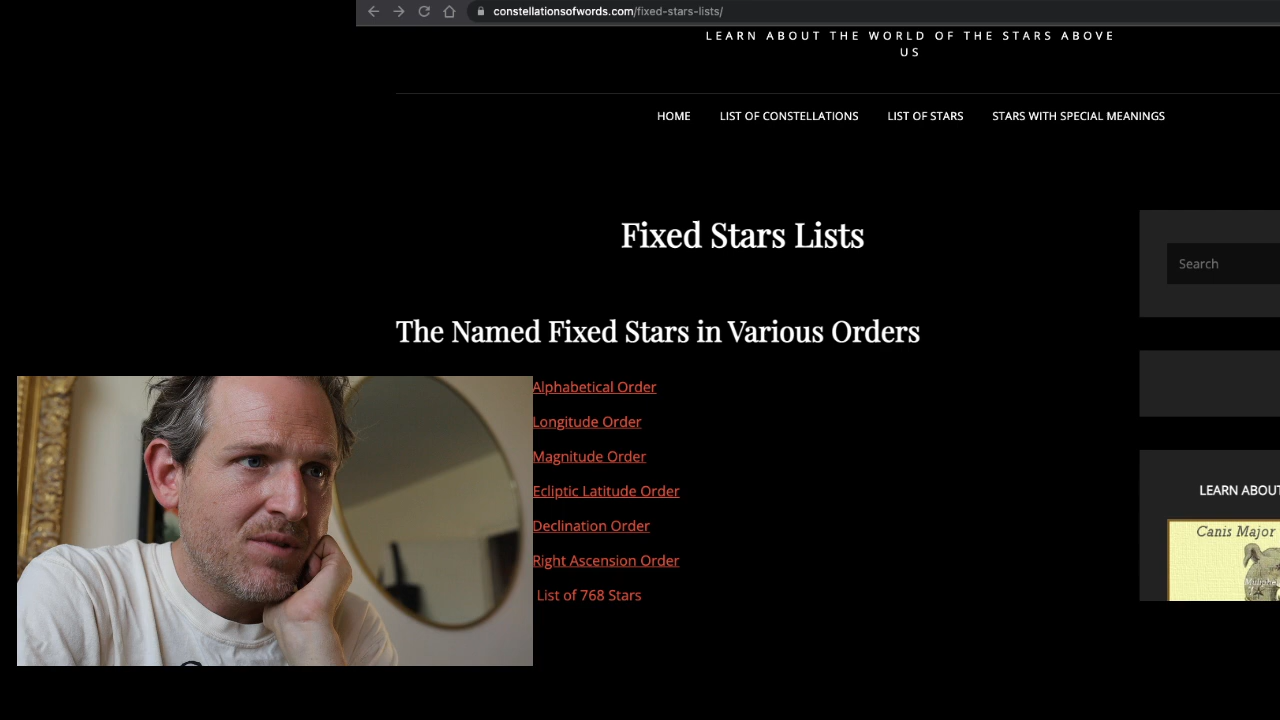 constellationsofwords.com/fixed-stars-lists/
LEARN ABOUT THE WORLD OF THE STARS ABOVE
US
HOME LIST OF CONSTELLATIONS LIST OF STARS STARS WITH SPECIAL MEANINGS
Fixed Stars Lists
Search
The Named Fixed Stars in Various Orders
Alphabetical Order
Longitude Order
Magnitude Order
Ecliptic Latitude Order
Declination Order
Right Ascension Order
List of 768 Stars
LEARN ABOUT
Canis Major